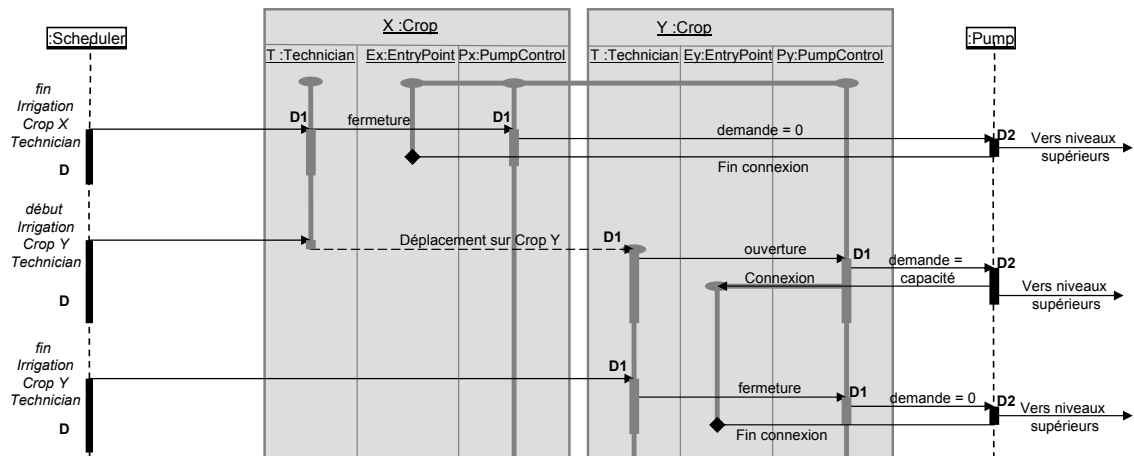 X :Crop
Y :Crop
:Scheduler
:Pump
T :Technician
Ex:EntryPoint
Px:PumpControl
T :Technician
Ey:EntryPoint
Py:PumpControl
fin
Irrigation
Crop X
Technician
D
D1
fermeture
D1
demande = 0
D2
Vers niveaux
supérieurs
Fin connexion
début
Irrigation
Crop Y
Technician
D
Déplacement sur Crop Y
D1
ouverture
D1
demande =
capacité
D2
Connexion
Vers niveaux
supérieurs
fin
Irrigation
Crop Y
Technician
D
D1
fermeture
D1
demande = 0
D2
Vers niveaux
supérieurs
Fin connexion